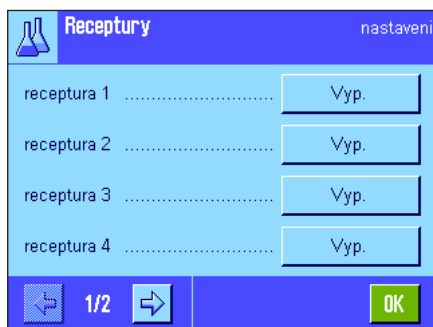 Receptury nastaveni
receptura 1 ............................ Vyp.
receptura 2 ............................ Vyp.
receptura 3 ............................ Vyp.
receptura 4 ............................ Vyp.
1/2 OK